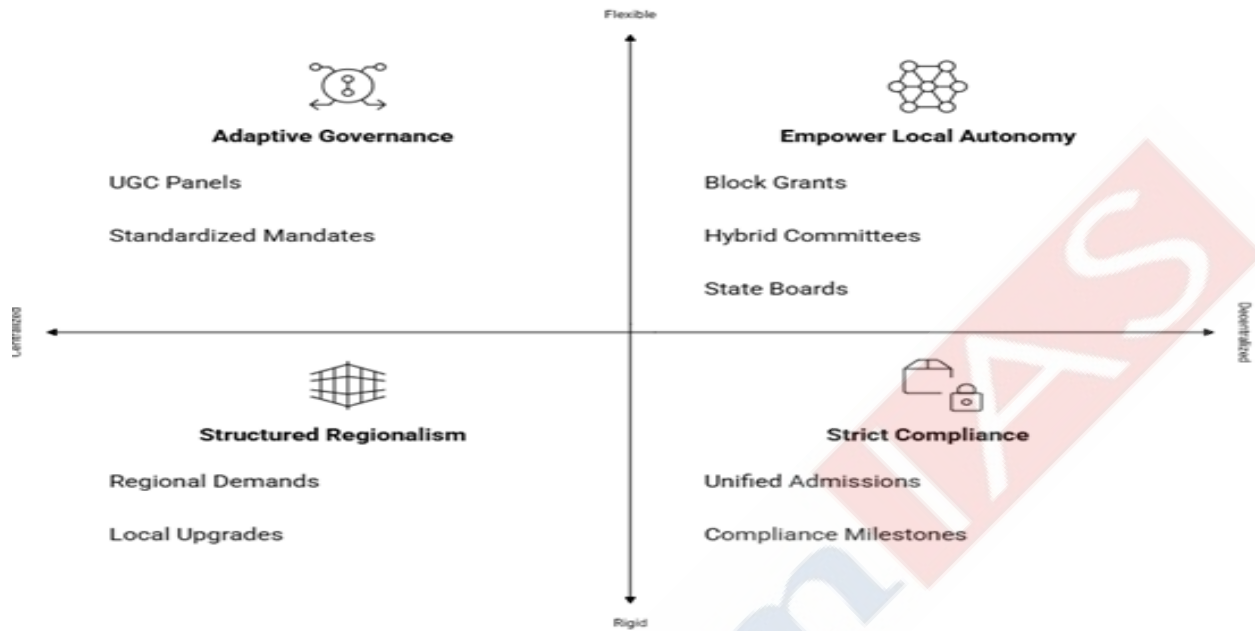 Flexible
Adaptive Governance
UGC Panels
Standardized Mandates
Empower Local Autonomy
Block Grants
Hybrid Committees
State Boards
Centralized
Decentralized
Structured Regionalism
Regional Demands
Local Upgrades
Strict Compliance
Unified Admissions
Compliance Milestones
Rigid
IAS